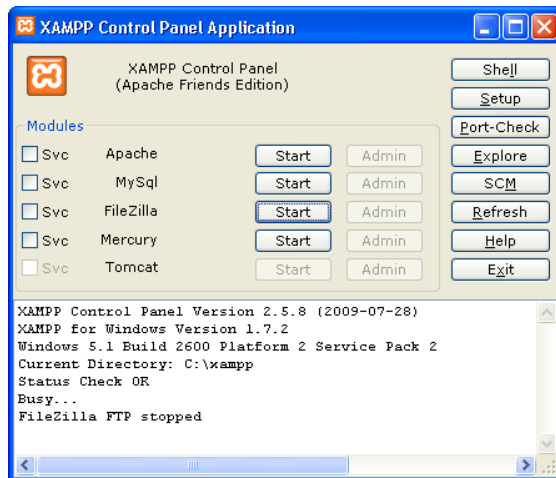 XAMPP Control Panel Application
XAMPP Control Panel
(Apache Friends Edition)
Modules
Svc Apache Start Admin
Svc MySql Start Admin
Svc FileZilla Start Admin
Svc Mercury Start Admin
Svc Tomcat Start Admin
Shell
Setup
Port-Check
Explore
SCM
Refresh
Help
Exit
XAMPP Control Panel Version 2.5.8 (2009-07-28)
XAMPP for Windows Version 1.7.2
Windows 5.1 Build 2600 Platform 2 Service Pack 2
Current Directory: C:\xampp
Status Check OK
Busy...
FileZilla FTP stopped